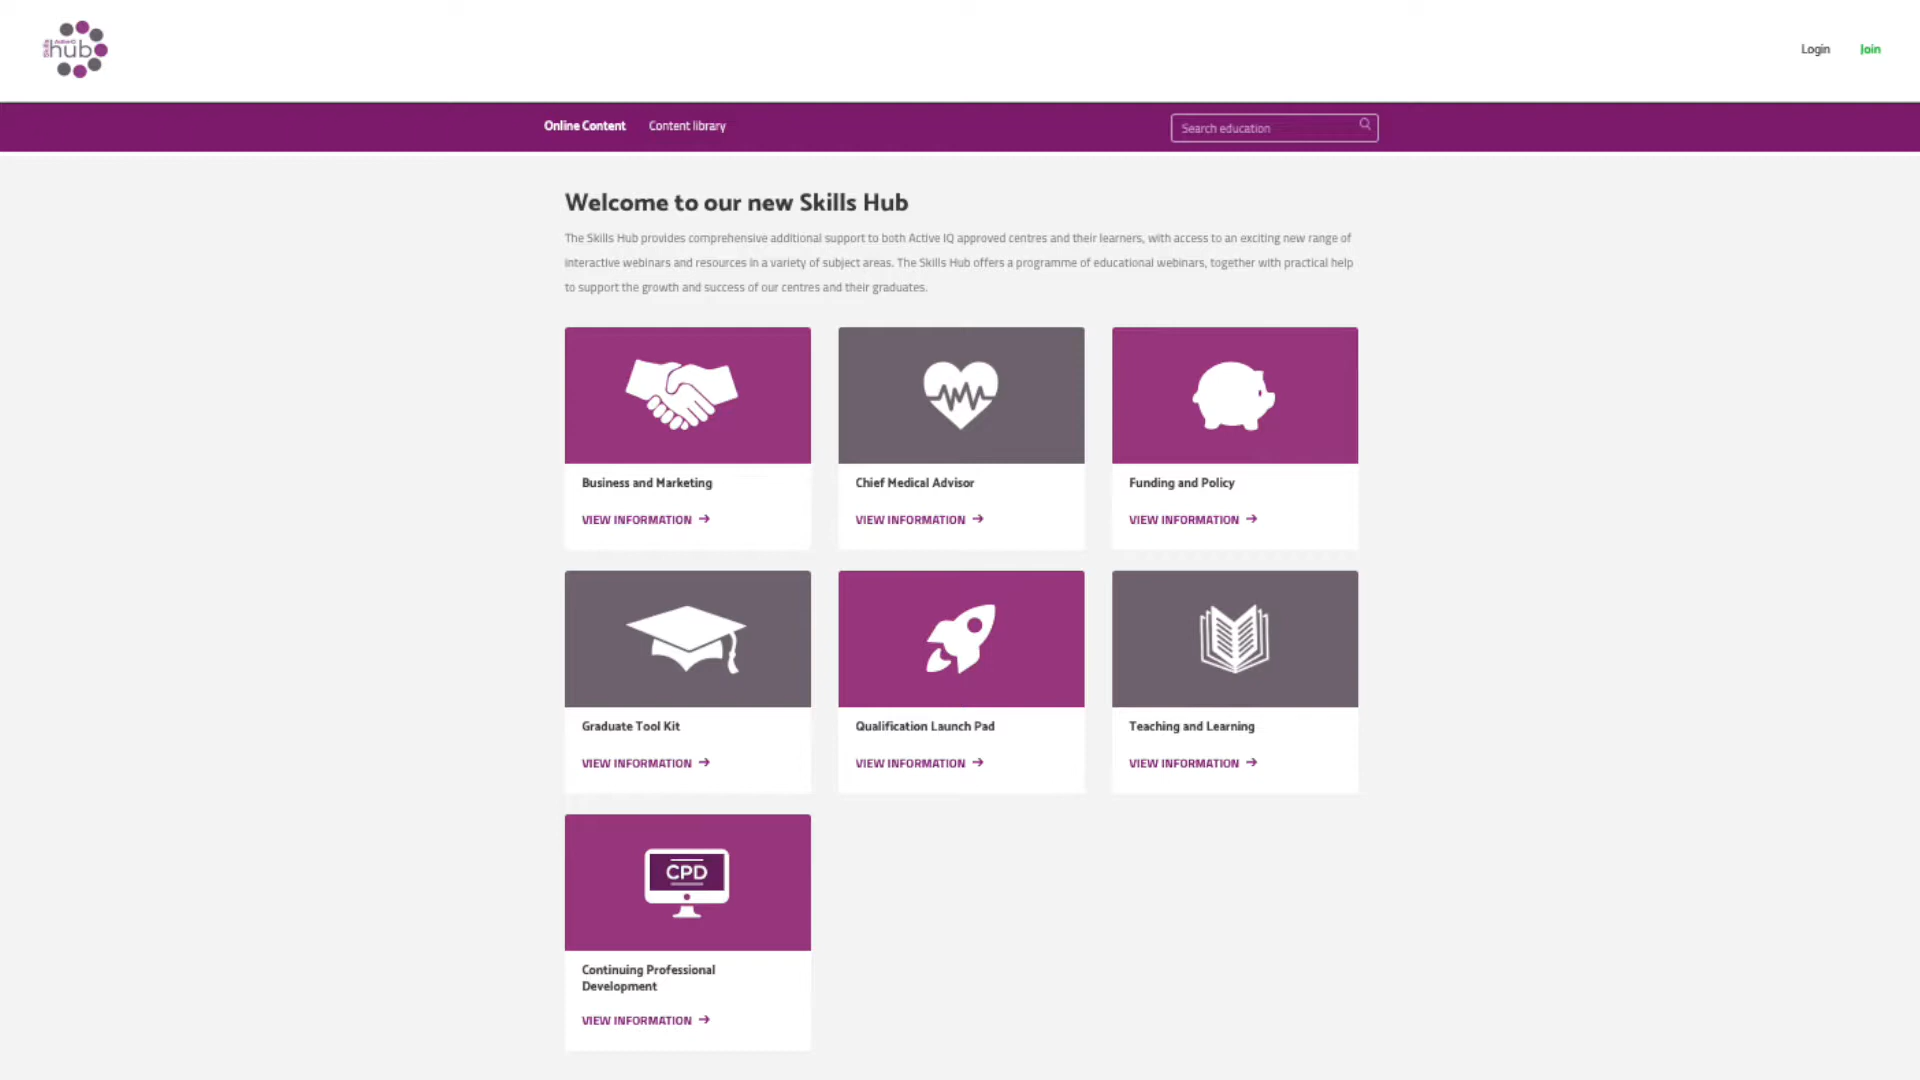 Skills
ActiveIQ
hub
Login
Join
Online Content
Content library
Search education
Welcome to our new Skills Hub
The Skills Hub provides comprehensive additional support to both Active IQ approved centres and their learners, with access to an exciting new range of
interactive webinars and resources in a variety of subject areas. The Skills Hub offers a programme of educational webinars, together with practical help
to support the growth and success of our centres and their graduates.
Business and Marketing
VIEW INFORMATION
Chief Medical Advisor
VIEW INFORMATION
Funding and Policy
VIEW INFORMATION
Graduate Tool Kit
VIEW INFORMATION
Qualification Launch Pad
VIEW INFORMATION
Teaching and Learning
VIEW INFORMATION
CPD
Continuing Professional
Development
VIEW INFORMATION